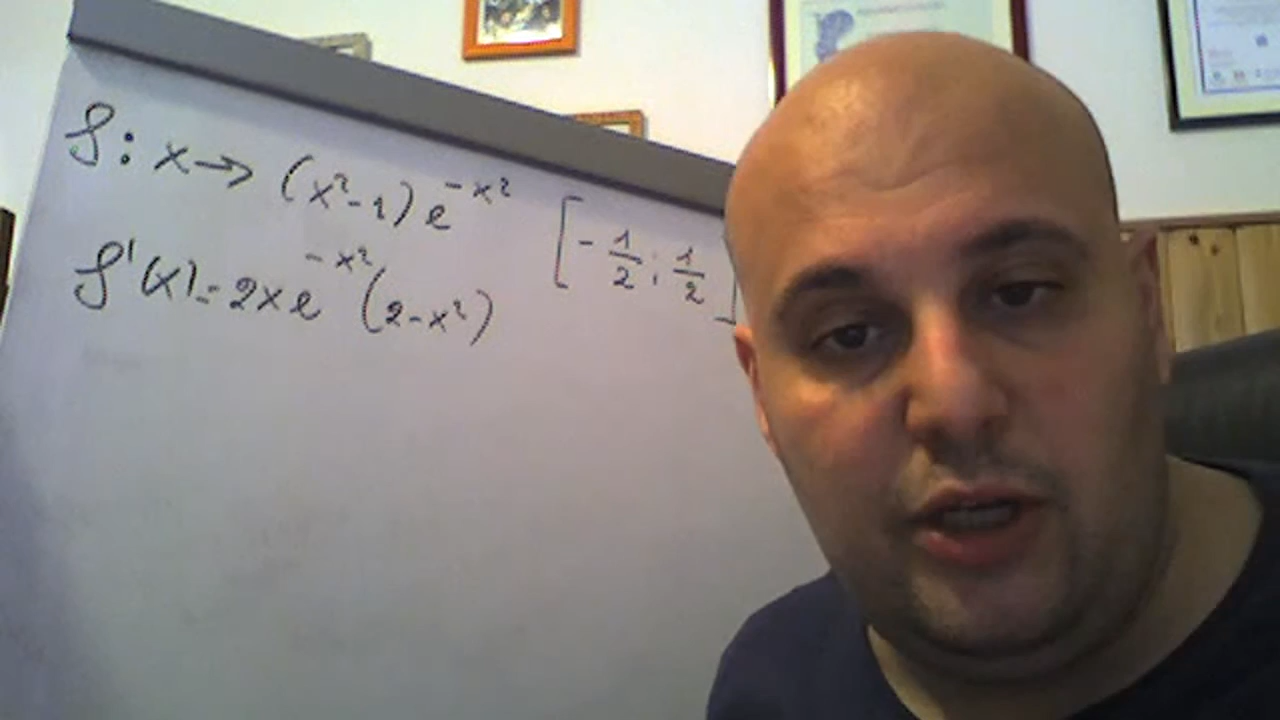 f: x → (x²-1) e^{-x²} [-1/2; 1/2]
f'(x) = 2x e^{-x²} (2-x²)